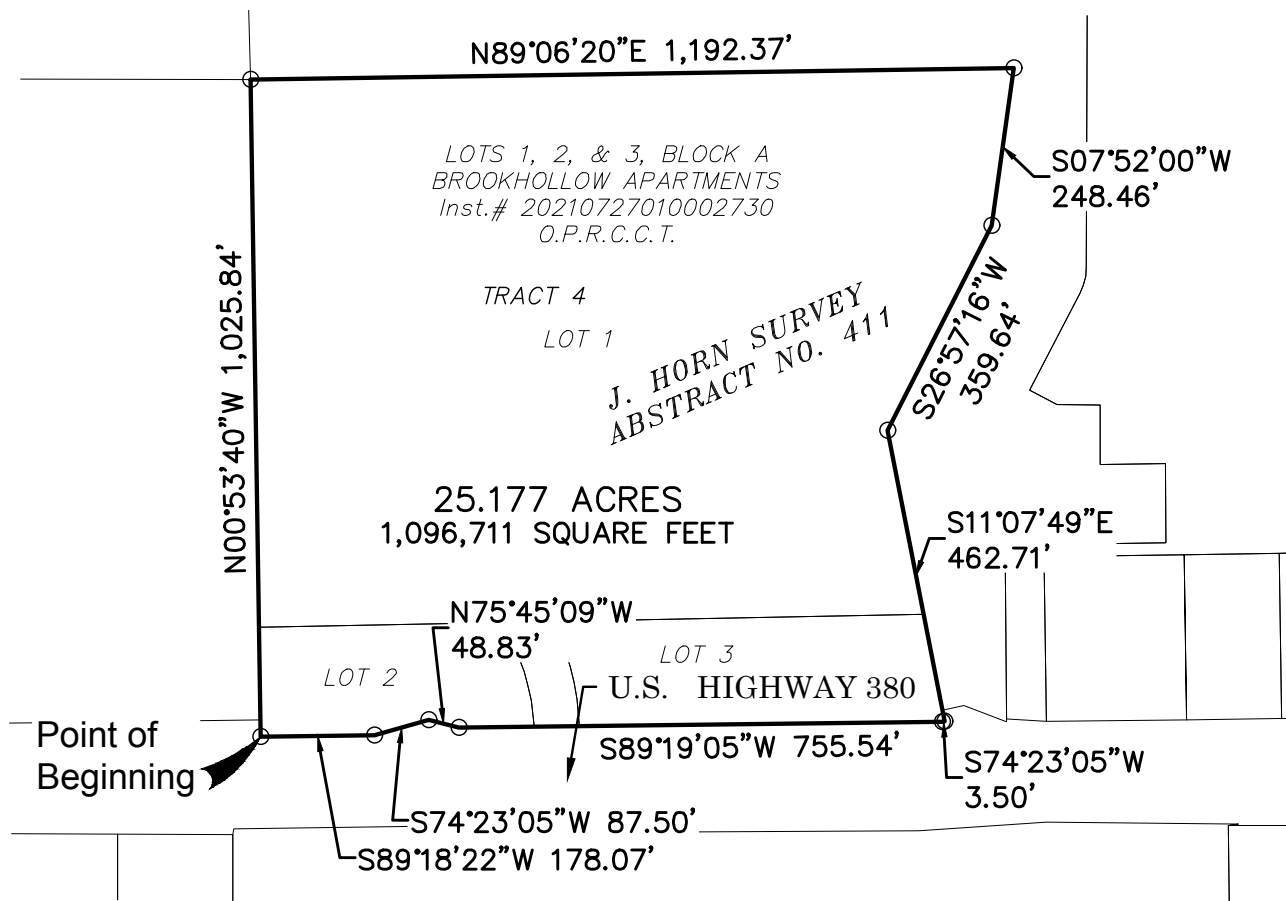 N89°06'20"E 1,192.37'
LOTS 1, 2, & 3, BLOCK A
BROOKHOLLOW APARTMENTS
Inst.# 20210727010002730
O.P.R.C.C.T.
S07°52'00"W
248.46'
TRACT 4
LOT 1
N00°53'40"W 1,025.84'
J. HORN SURVEY
ABSTRACT NO. 411
S26°57'16"W
359.64'
25.177 ACRES
1,096,711 SQUARE FEET
S11°07'49"E
462.71'
N75°45'09"W
48.83'
LOT 2
LOT 3
U.S. HIGHWAY 380
Point of
Beginning
S89°19'05"W 755.54'
S74°23'05"W
3.50'
S74°23'05"W 87.50'
S89°18'22"W 178.07'